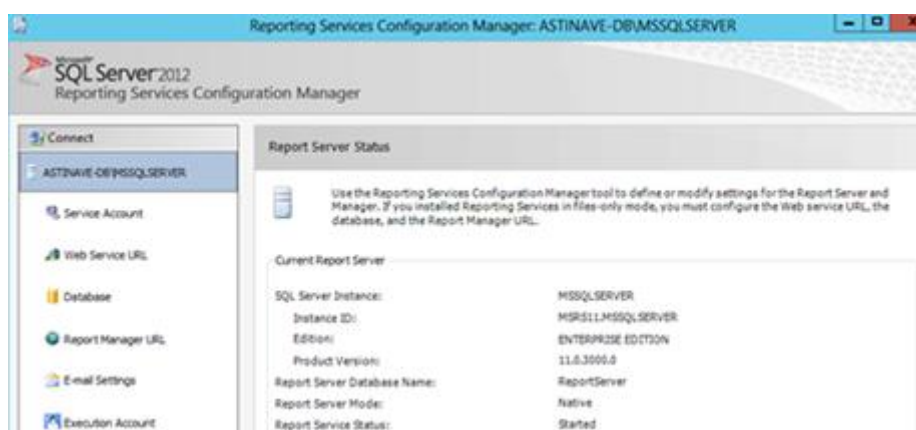 Reporting Services Configuration Manager: ASTINAVE-DB\MSSQLSERVER
Microsoft
SQL Server 2012
Reporting Services Configuration Manager
Connect
ASTINAVE-DB\MSSQLSERVER
Service Account
Web Service URL
Database
Report Manager URL
E-mail Settings
Execution Account
Report Server Status
Use the Reporting Services Configuration Manager tool to define or modify settings for the Report Server and
Manager. If you installed Reporting Services in files-only mode, you must configure the Web service URL, the
database, and the Report Manager URL.
Current Report Server
SQL Server Instance: MSSQLSERVER
Instance ID: MSRS11.MSSQLSERVER
Edition: ENTERPRISE EDITION
Product Version: 11.0.3000.0
Report Server Database Name: ReportServer
Report Server Mode: Native
Report Service Status: Started